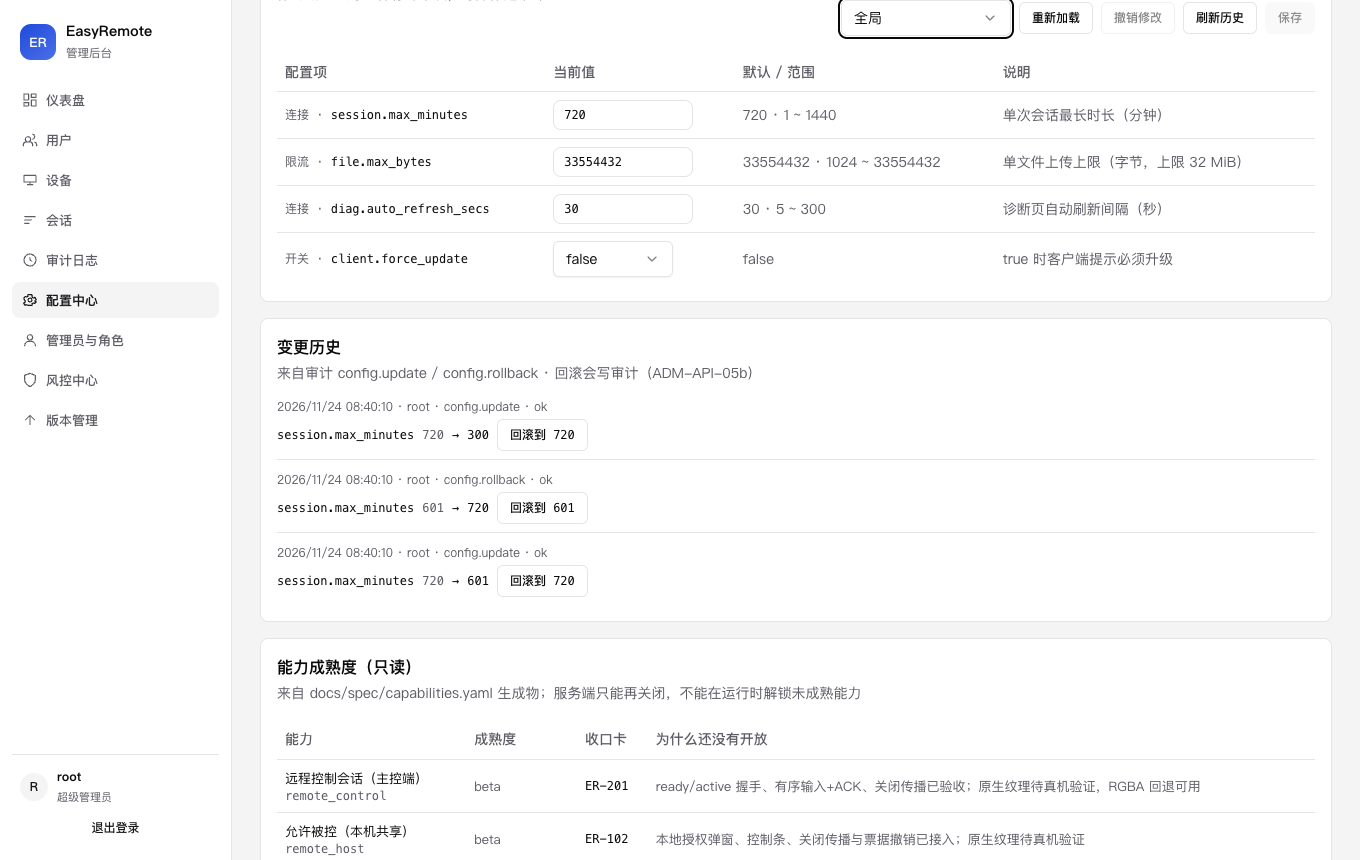 ER
EasyRemote
管理后台
仪表盘
用户
设备
会话
审计日志
配置中心
管理员与角色
风控中心
版本管理
R
root
超级管理员
退出登录
全局
重新加载
撤销修改
刷新历史
保存
配置项 当前值 默认 / 范围 说明
连接 · session.max_minutes 720 720 · 1 ~ 1440 单次会话最长时长（分钟）
限流 · file.max_bytes 33554432 33554432 · 1024 ~ 33554432 单文件上传上限（字节，上限 32 MiB）
连接 · diag.auto_refresh_secs 30 30 · 5 ~ 300 诊断页自动刷新间隔（秒）
开关 · client.force_update false false true 时客户端提示必须升级
变更历史
来自审计 config.update / config.rollback · 回滚会写审计（ADM-API-05b）
2026/11/24 08:40:10 · root · config.update · ok
session.max_minutes 720 → 300 回滚到 720
2026/11/24 08:40:10 · root · config.rollback · ok
session.max_minutes 601 → 720 回滚到 601
2026/11/24 08:40:10 · root · config.update · ok
session.max_minutes 720 → 601 回滚到 720
能力成熟度（只读）
来自 docs/spec/capabilities.yaml 生成物；服务端只能再关闭，不能在运行时解锁未成熟能力
能力 成熟度 收口卡 为什么还没有开放
远程控制会话（主控端）
remote_control beta ER-201 ready/active 握手、有序输入+ACK、关闭传播已验收；原生纹理待真机验证，RGBA 回退可用
允许被控（本机共享）
remote_host beta ER-102 本地授权弹窗、控制条、关闭传播与票据撤销已接入；原生纹理待真机验证